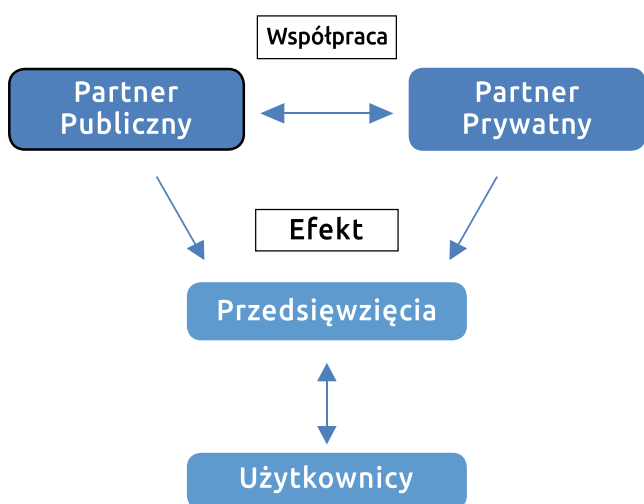 Współpraca
Partner
Publiczny
Partner
Prywatny
Efekt
Przedsięwzięcia
Użytkownicy